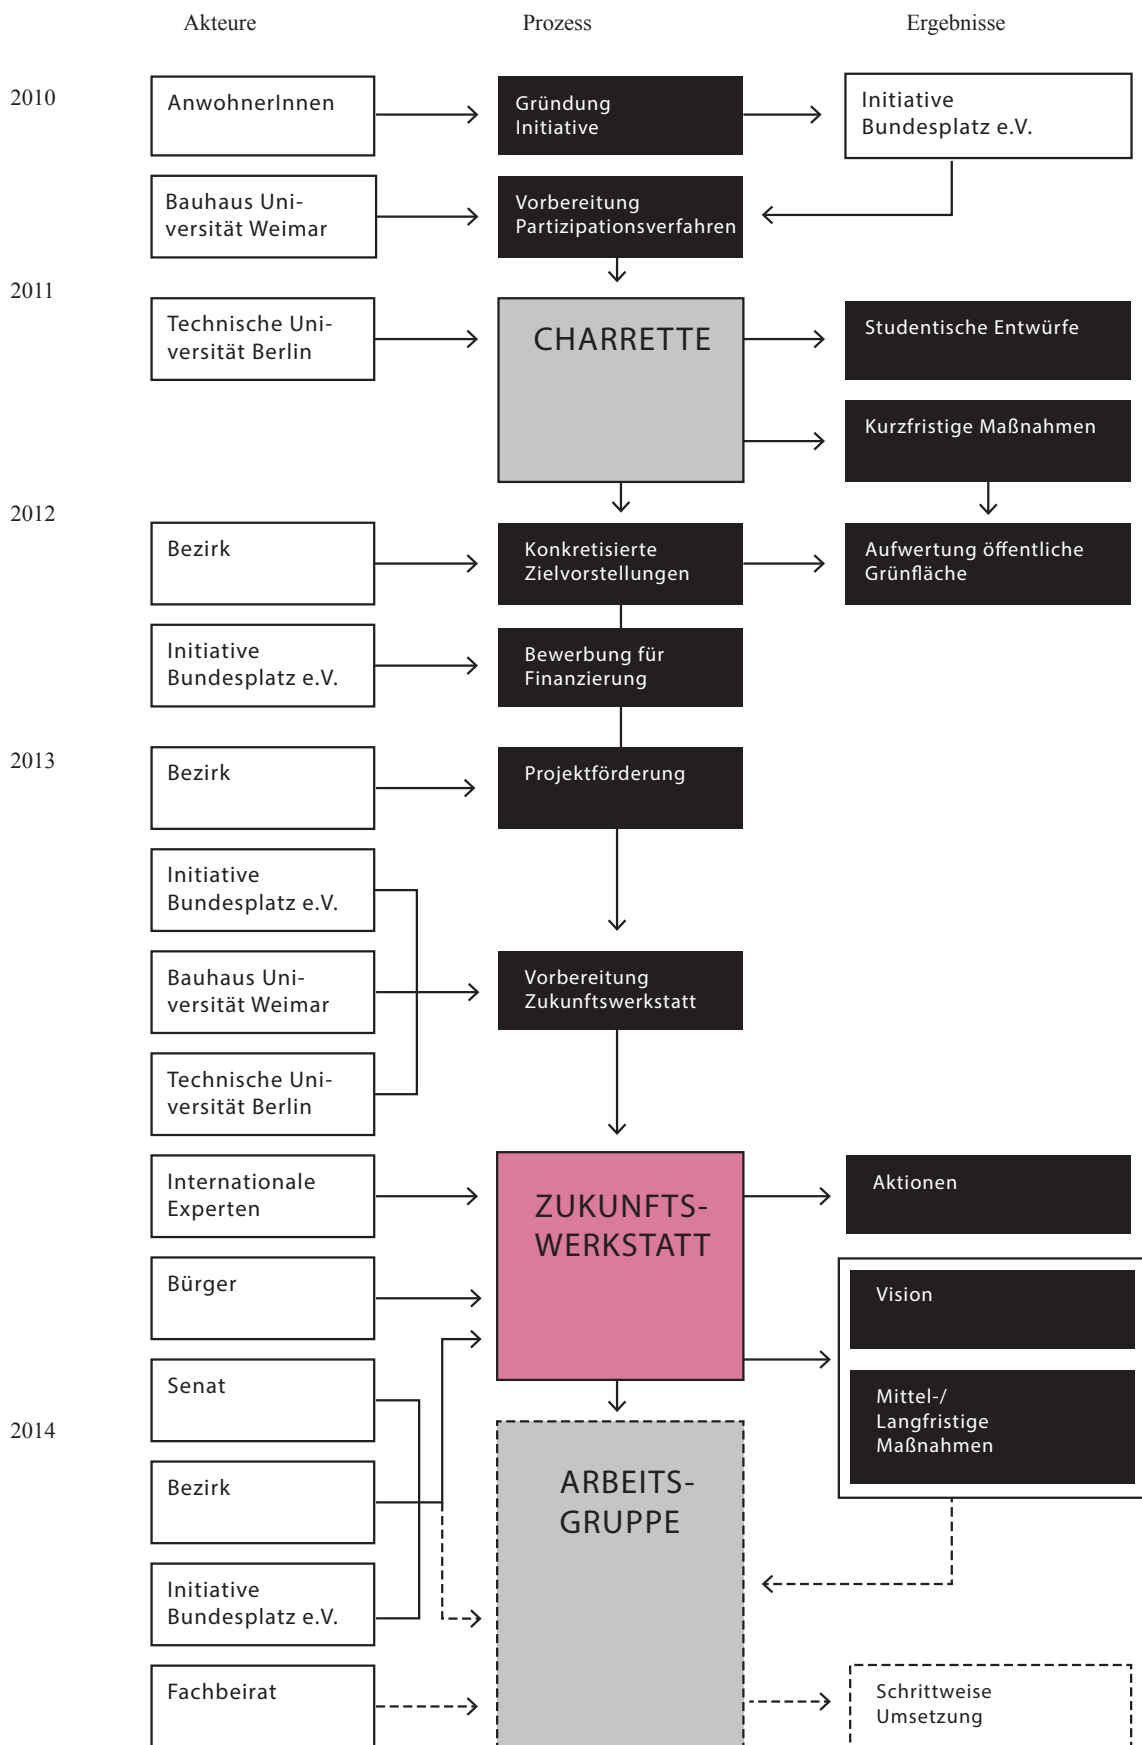 Akteure Prozess Ergebnisse
2010
AnwohnerInnen
Gründung
Initiative
Initiative
Bundesplatz e.V.
Bauhaus Uni-
versität Weimar
Vorbereitung
Partizipationsverfahren
2011
Technische Uni-
versität Berlin
CHARRETTE
Studentische Entwürfe
Kurzfristige Maßnahmen
2012
Bezirk
Konkretisierte
Zielvorstellungen
Aufwertung öffentliche
Grünfläche
Initiative
Bundesplatz e.V.
Bewerbung für
Finanzierung
2013
Bezirk
Projektförderung
Initiative
Bundesplatz e.V.
Bauhaus Uni-
versität Weimar
Vorbereitung
Zukunftswerkstatt
Technische Uni-
versität Berlin
Internationale
Experten
ZUKUNFTS-
WERKSTATT
Aktionen
Bürger
Vision
Senat
Mittel-/
Langfristige
Maßnahmen
2014
Bezirk
ARBEITS-
GRUPPE
Initiative
Bundesplatz e.V.
Fachbeirat
Schrittweise
Umsetzung